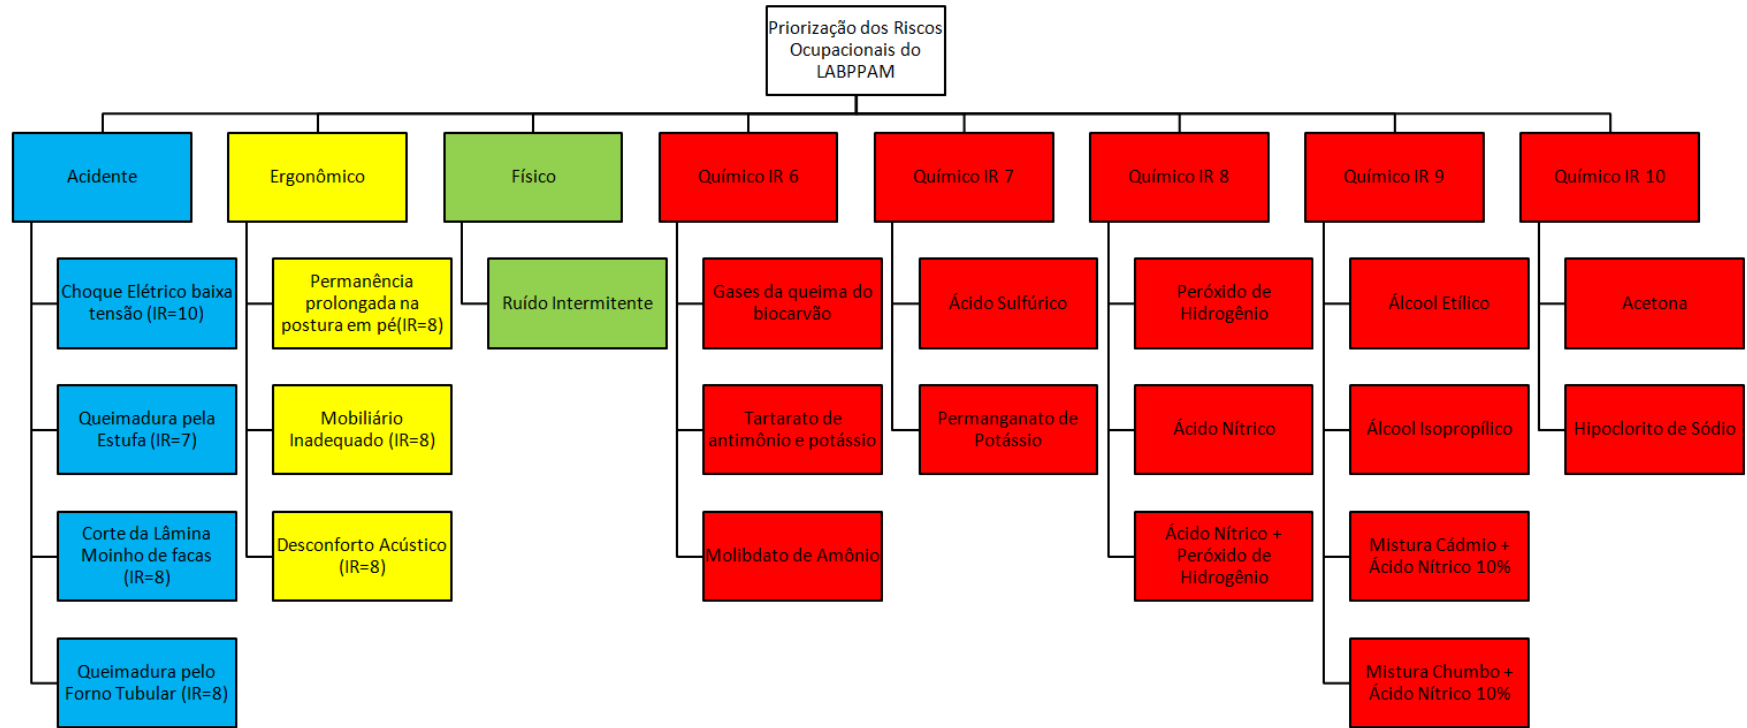 Priorização dos Riscos
Ocupacionais do
LABPPAM
Acidente
Ergonômico
Físico
Químico IR 6
Químico IR 7
Químico IR 8
Químico IR 9
Químico IR 10
Choque Elétrico baixa
tensão (IR=10)
Queimadura pela
Estufa (IR=7)
Corte da Lâmina
Moinho de facas
(IR=8)
Queimadura pelo
Forno Tubular (IR=8)
Permanência
prolongada na
postura em pé(IR=8)
Mobiliário
Inadequado (IR=8)
Desconforto Acústico
(IR=8)
Ruído Intermitente
Gases da queima do
biocarvão
Tartarato de
antimônio e potássio
Molibdato de Amônio
Ácido Sulfúrico
Permanganato de
Potássio
Peróxido de
Hidrogênio
Ácido Nítrico
Ácido Nítrico +
Peróxido de
Hidrogênio
Álcool Etílico
Álcool Isopropílico
Mistura Cádmio +
Ácido Nítrico 10%
Mistura Chumbo +
Ácido Nítrico 10%
Acetona
Hipoclorito de Sódio